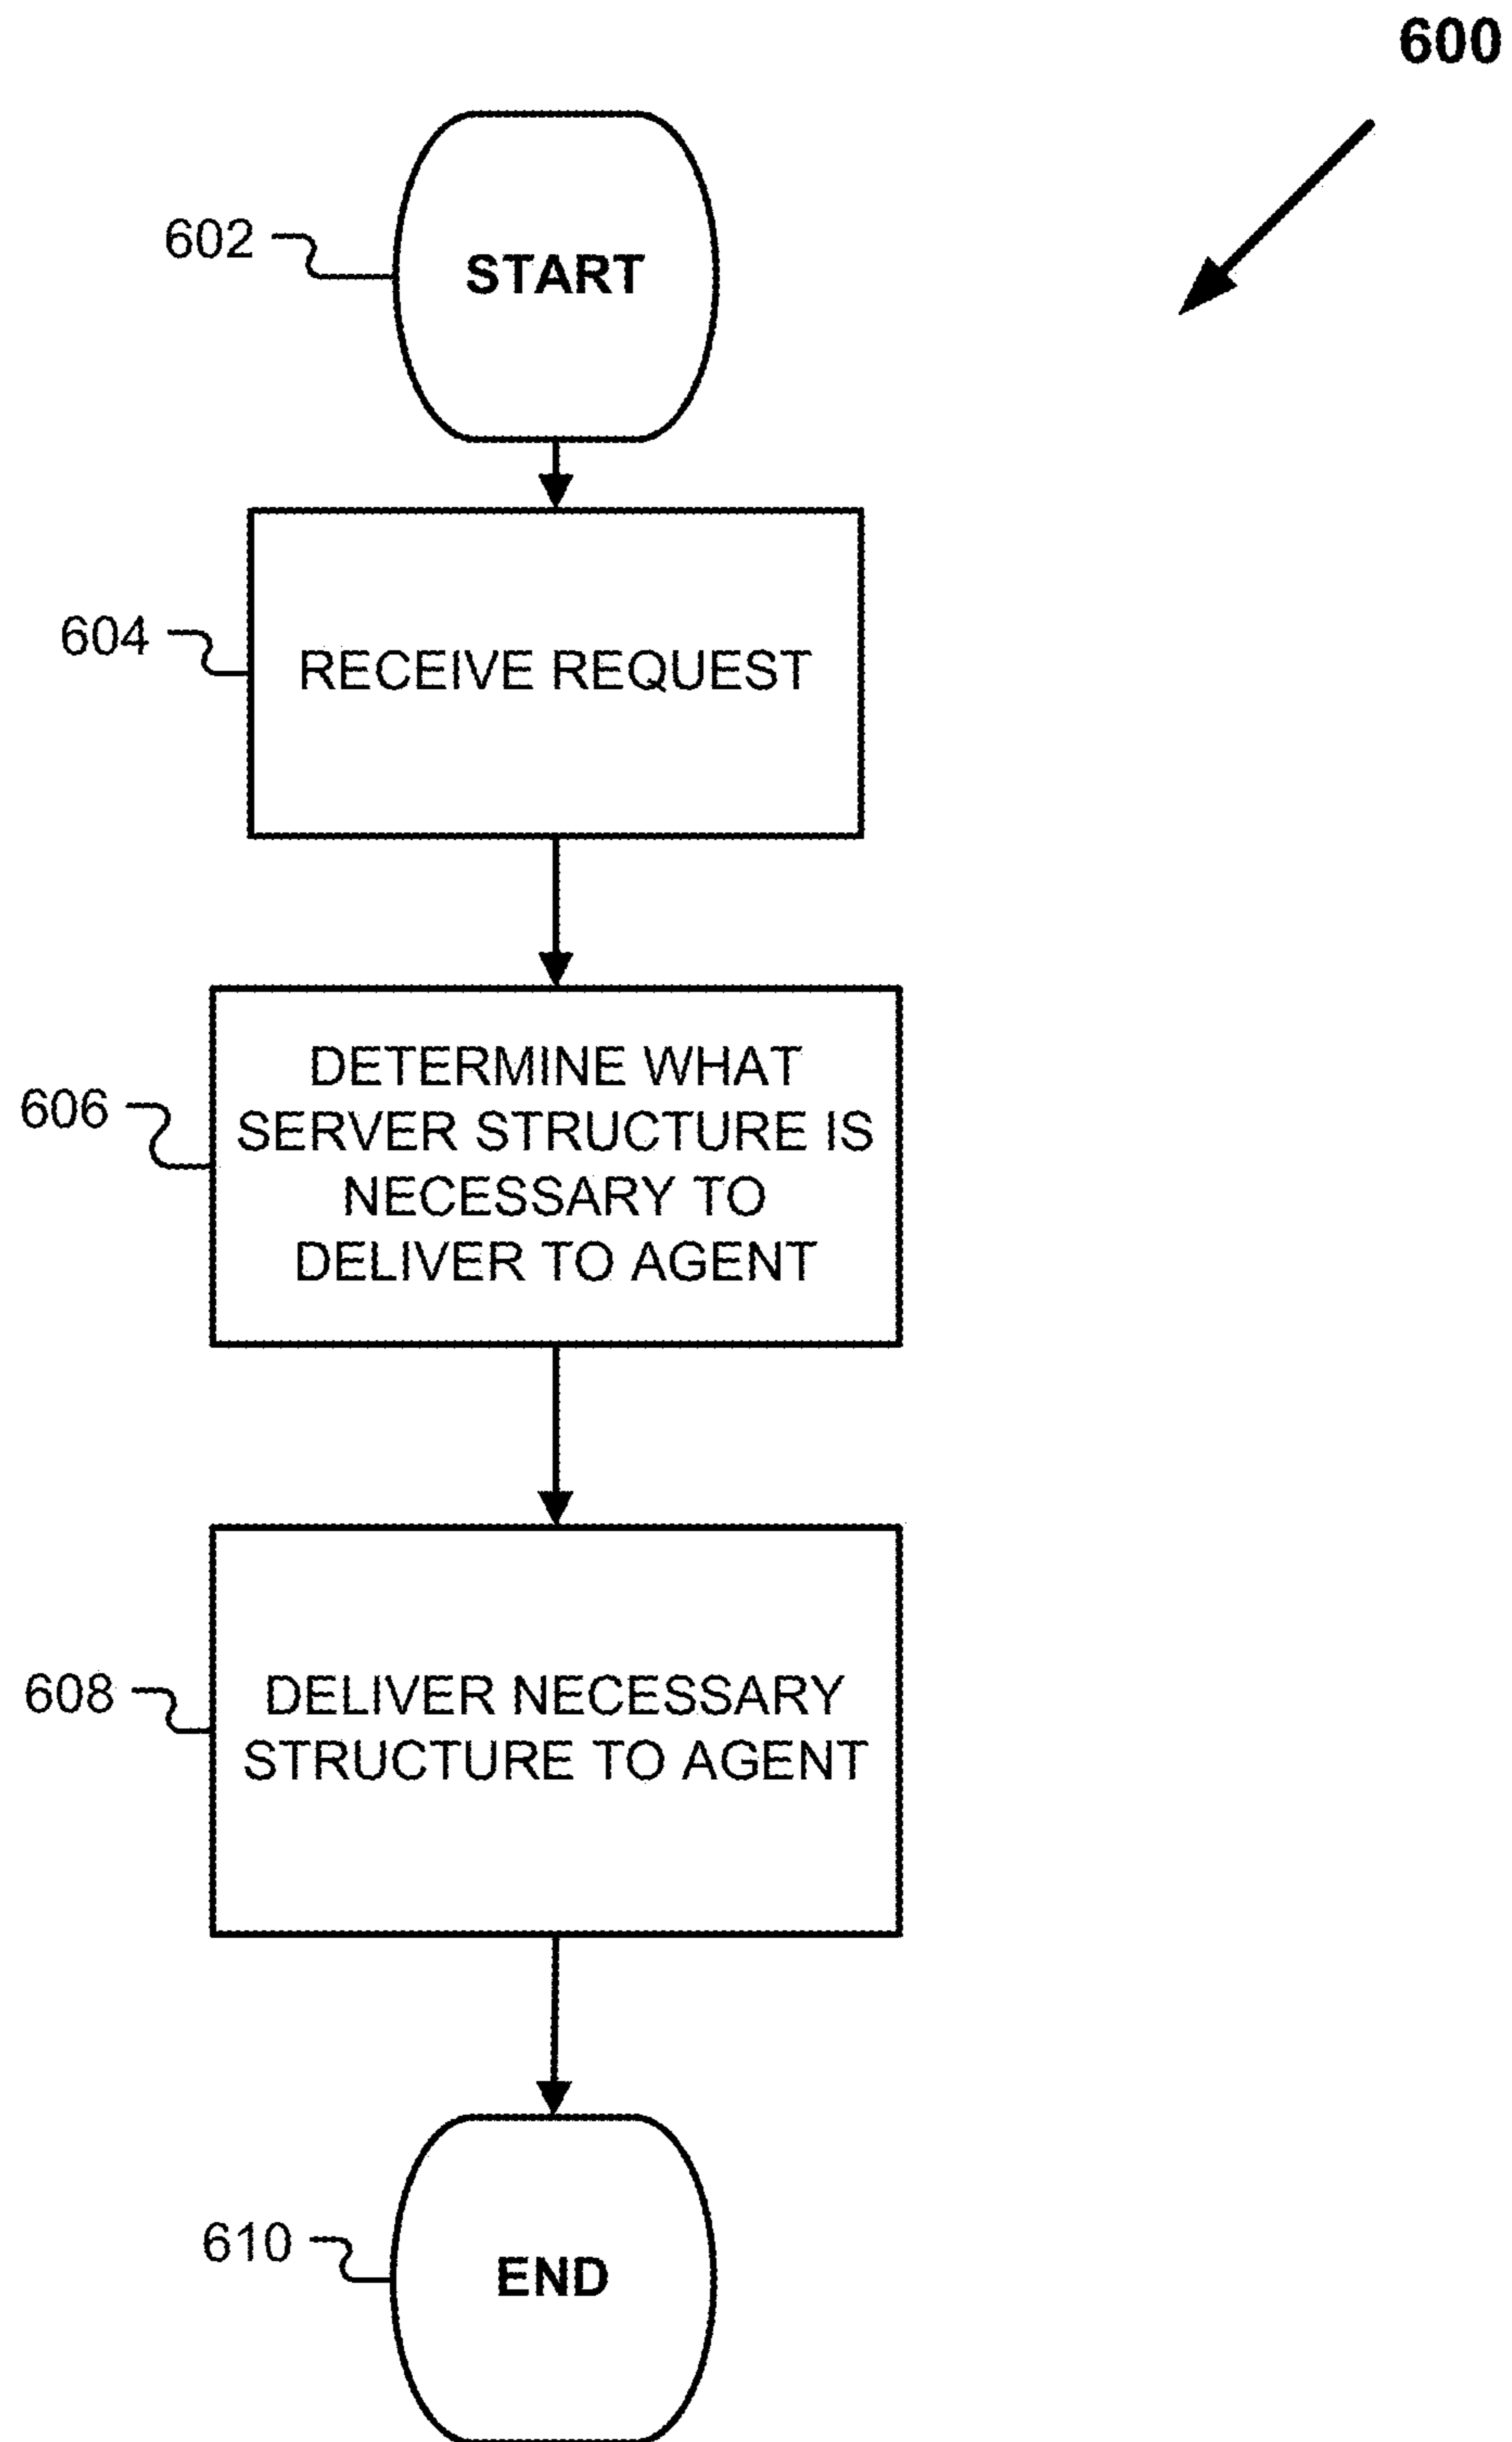 600
602
START
604
RECEIVE REQUEST
606
DETERMINE WHAT
SERVER STRUCTURE IS
NECESSARY TO
DELIVER TO AGENT
608
DELIVER NECESSARY
STRUCTURE TO AGENT
610
END